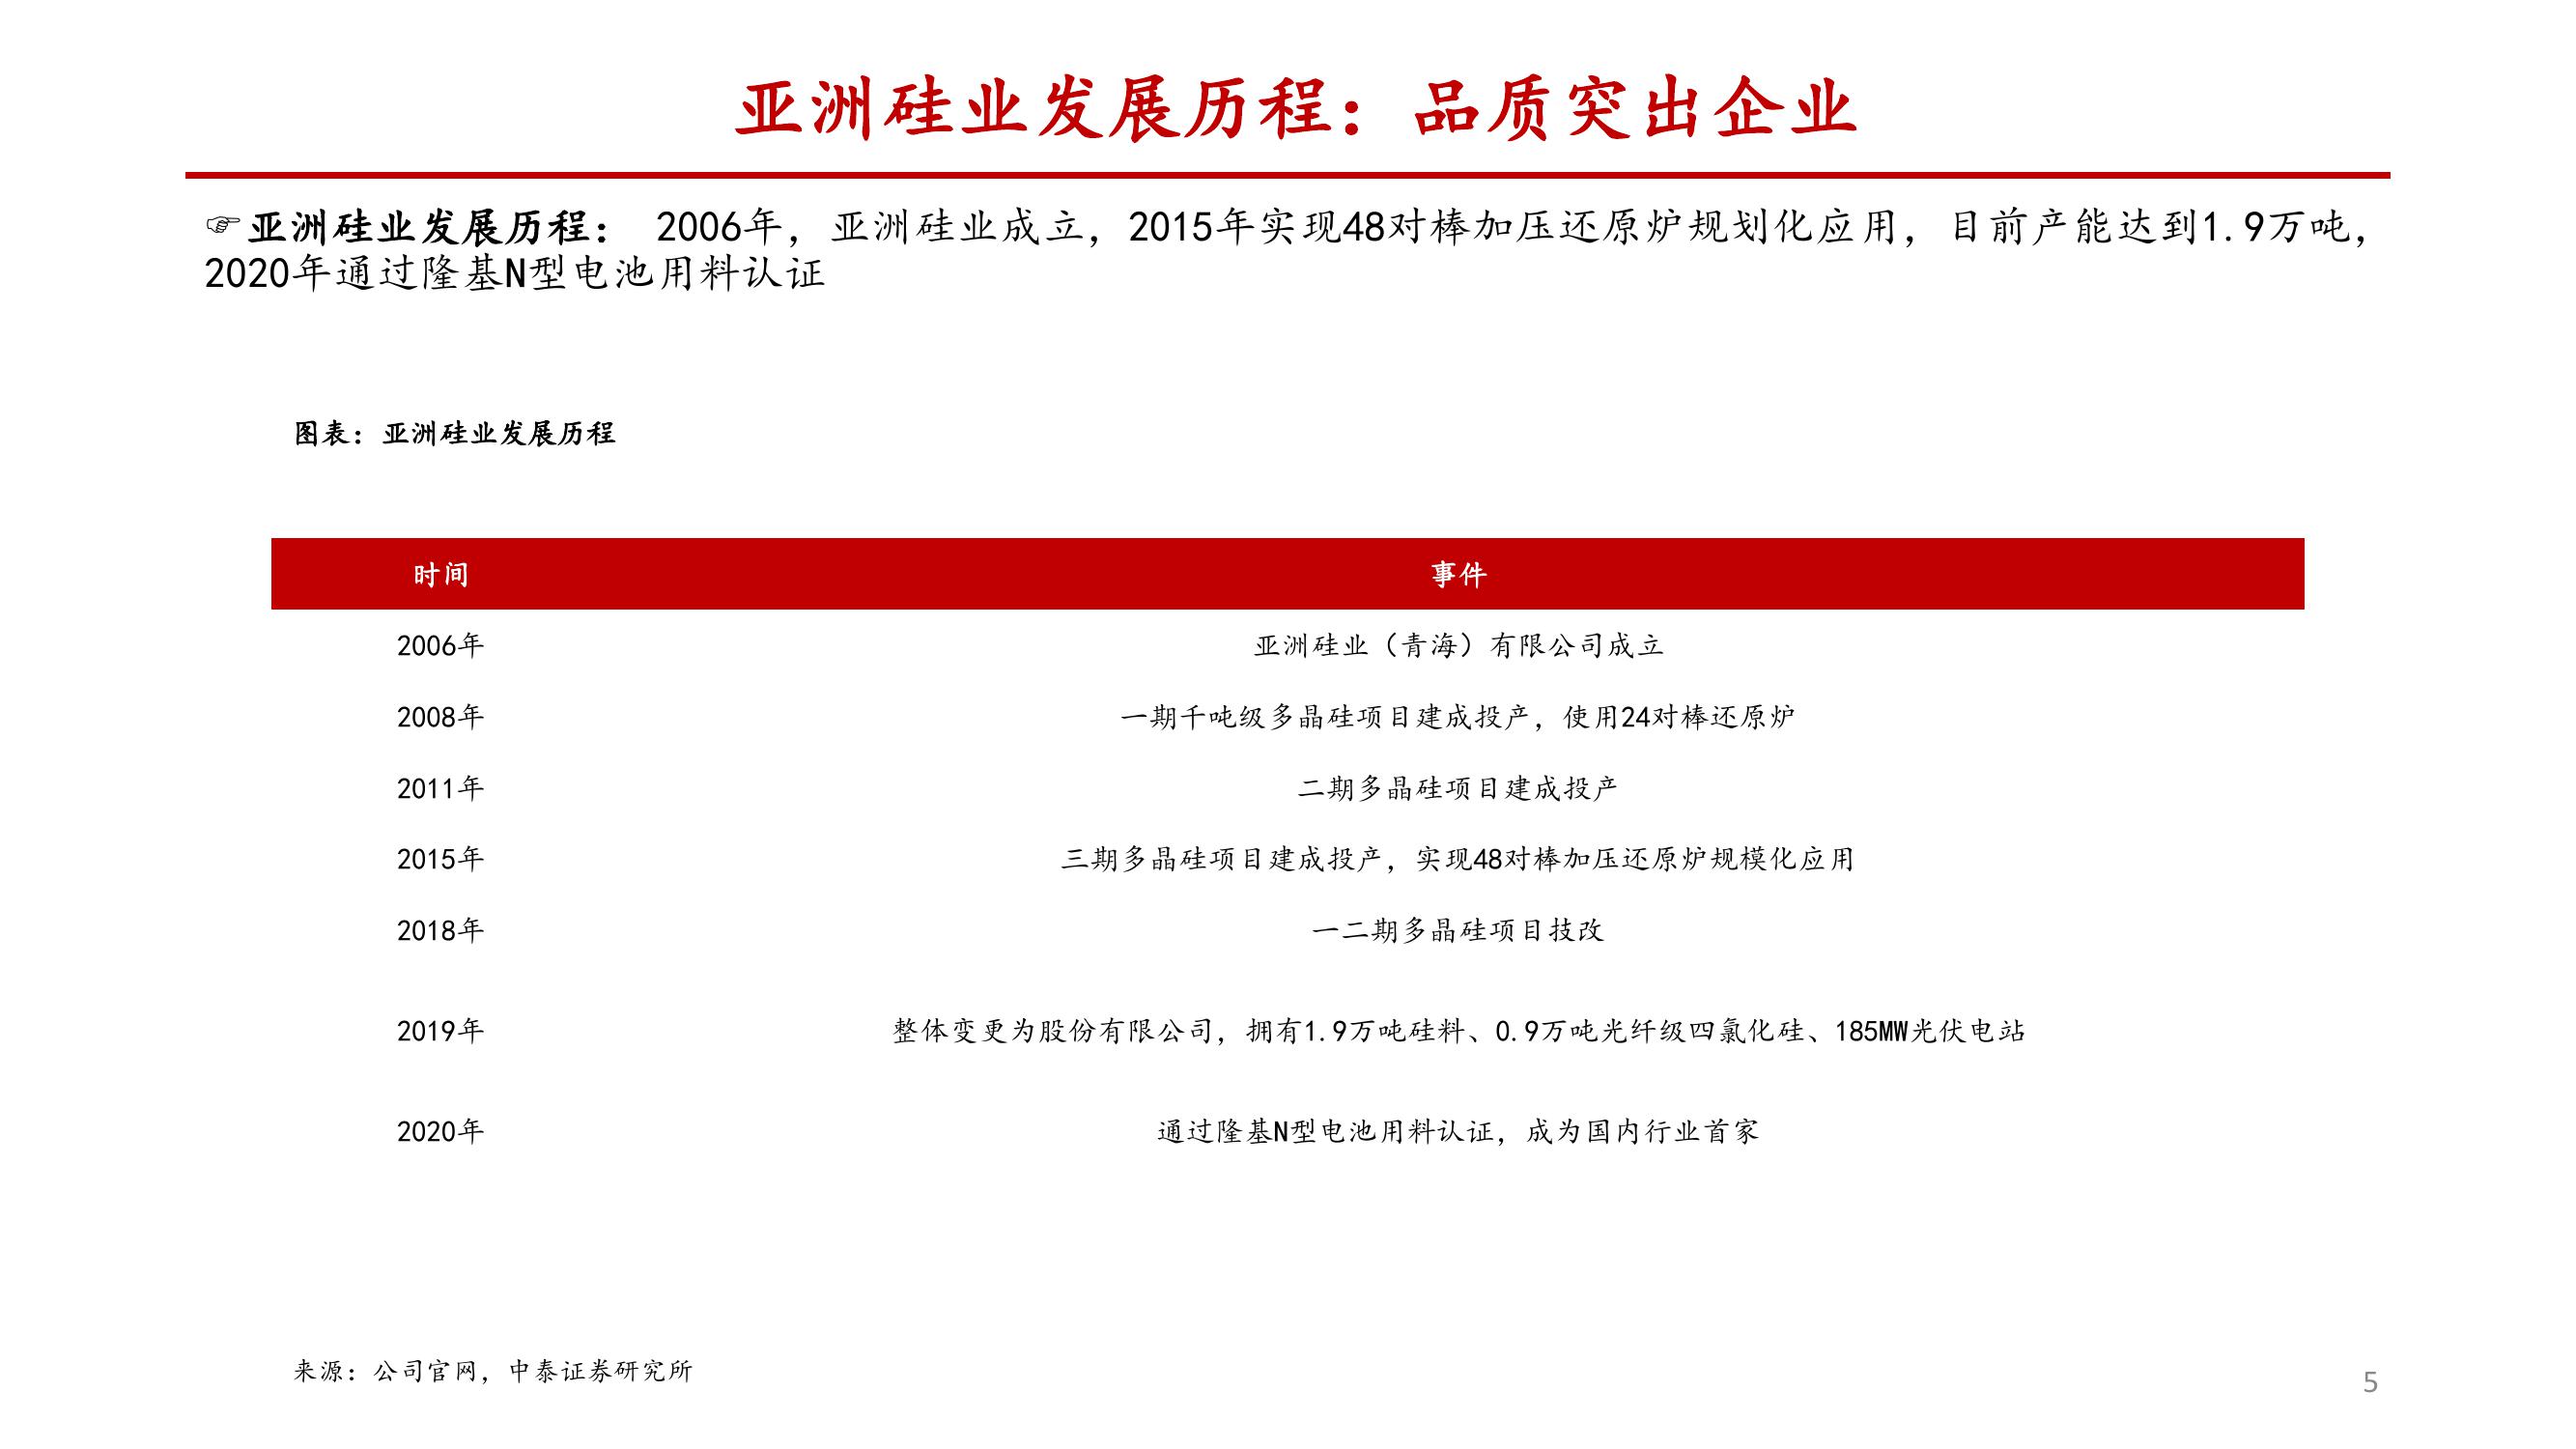 亚洲硅业发展历程：品质突出企业
☞亚洲硅业发展历程： 2006年，亚洲硅业成立，2015年实现48对棒加压还原炉规划化应用，目前产能达到1.9万吨，
2020年通过隆基N型电池用料认证
图表：亚洲硅业发展历程
时间 事件
2006年 亚洲硅业（青海）有限公司成立
2008年 一期千吨级多晶硅项目建成投产，使用24对棒还原炉
2011年 二期多晶硅项目建成投产
2015年 三期多晶硅项目建成投产，实现48对棒加压还原炉规模化应用
2018年 一二期多晶硅项目技改
2019年 整体变更为股份有限公司，拥有1.9万吨硅料、0.9万吨光纤级四氯化硅、185MW光伏电站
2020年 通过隆基N型电池用料认证，成为国内行业首家
来源：公司官网，中泰证券研究所
5